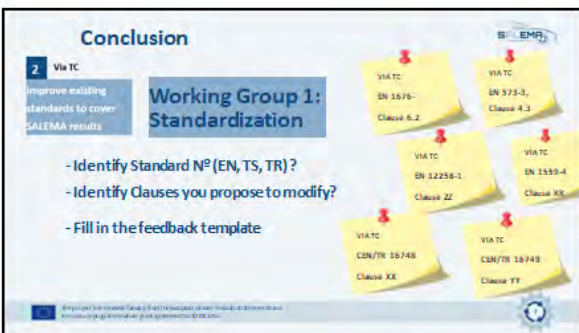 Conclusion
SALEMA
2 Via TC
Improve existing
standards to cover
SALEMA results
Working Group 1:
Standardization
- Identify Standard Nº (EN, TS, TR) ?
- Identify Clauses you propose to modify?
- Fill in the feedback template
VIA TC
EN 1676-
Clause 6.2
VIA TC
EN 573-3,
Clause 4.3
VIA TC
EN 12258-1
Clause ZZ
VIA TC
EN 1559-4
Clause XX
VIA TC
CEN/TR 16748
Clause XX
VIA TC
CEN/TR 16749
Clause YY